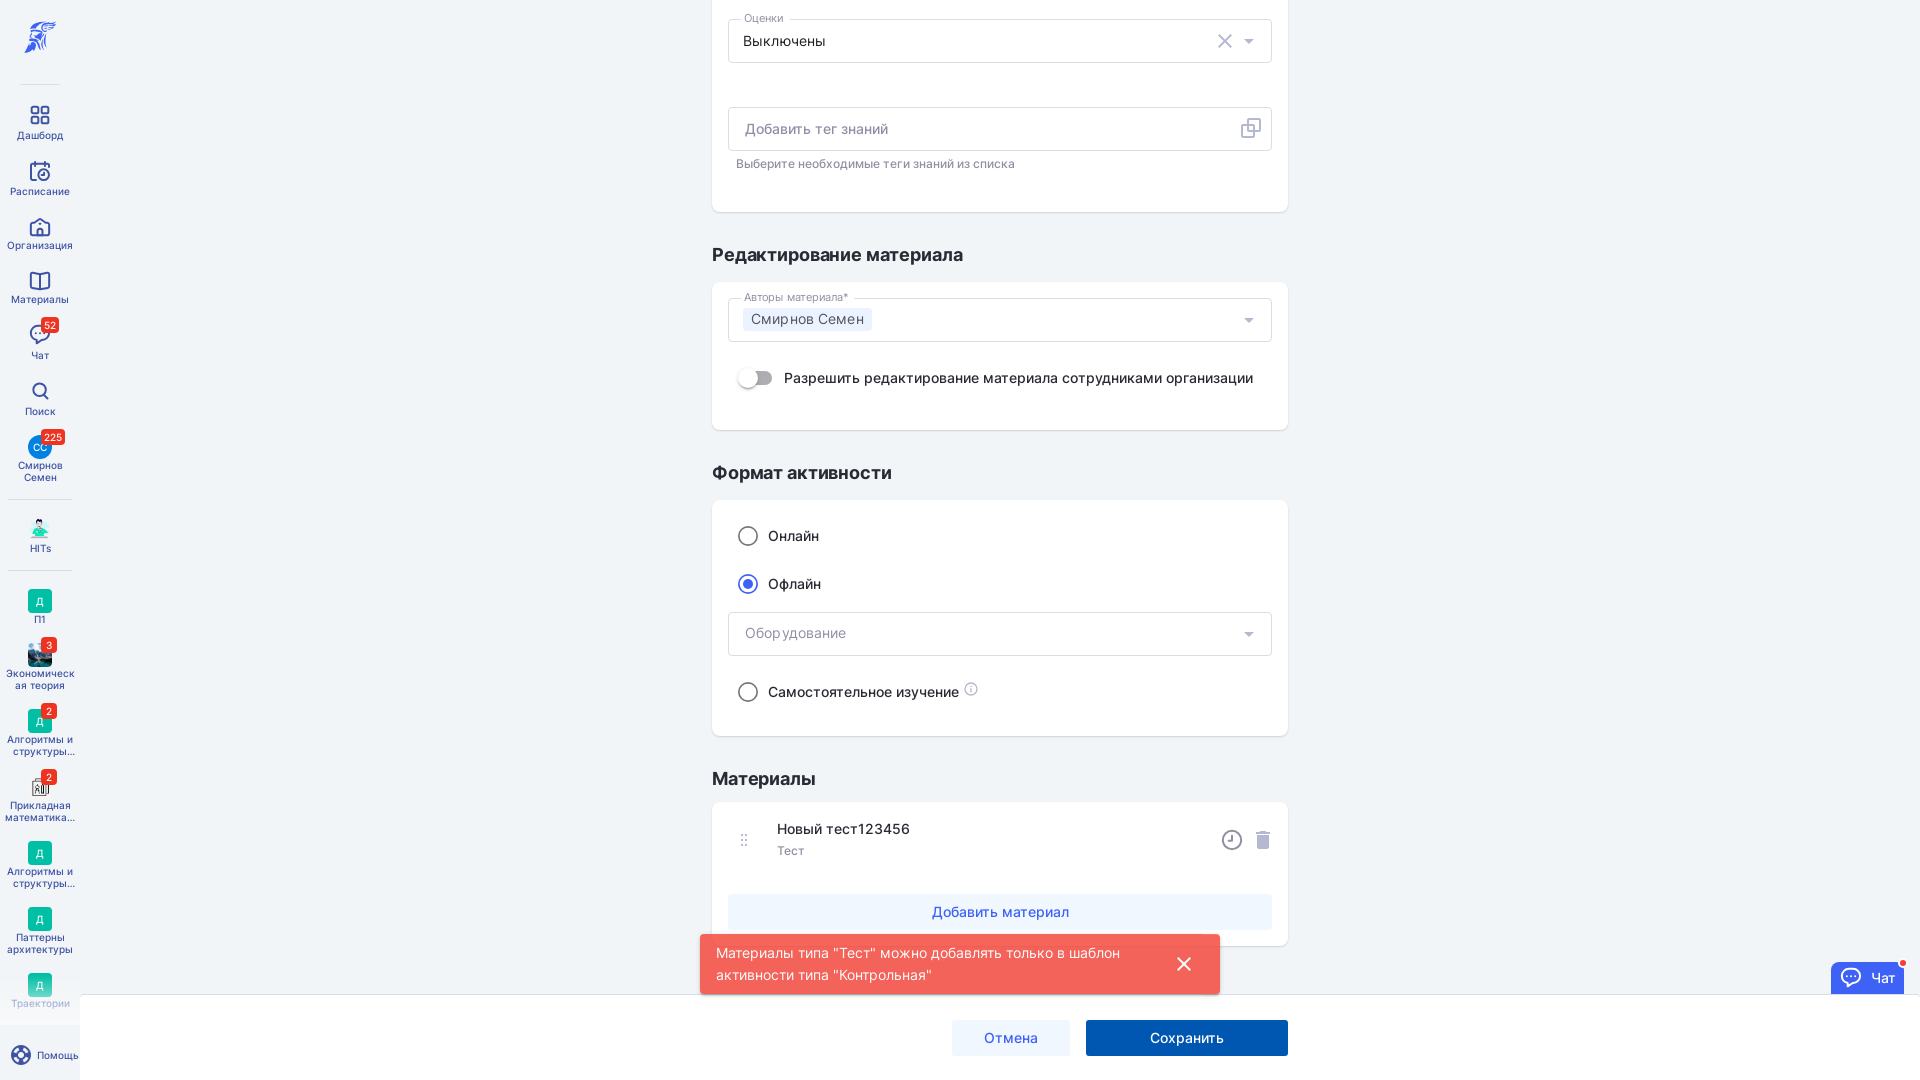 Оценки
Выключены
Добавить тег знаний
Выберите необходимые теги знаний из списка
Редактирование материала
Авторы материала*
Смирнов Семен
Разрешить редактирование материала сотрудниками организации
Формат активности
Онлайн
Офлайн
Оборудование
Самостоятельное изучение
Материалы
Новый тест123456
Тест
Добавить материал
Материалы типа "Тест" можно добавлять только в шаблон
активности типа "Контрольная"
Отмена
Сохранить
Чат
Дашборд
Расписание
Организация
Материалы
52
Чат
Поиск
225
СС
Смирнов
Семен
HITs
Д
П1
3
Экономическ
ая теория
2
Д
Алгоритмы и
структуры...
2
Прикладная
математика...
Д
Алгоритмы и
структуры...
Д
Паттерны
архитектуры
Д
Траектории
Помощь